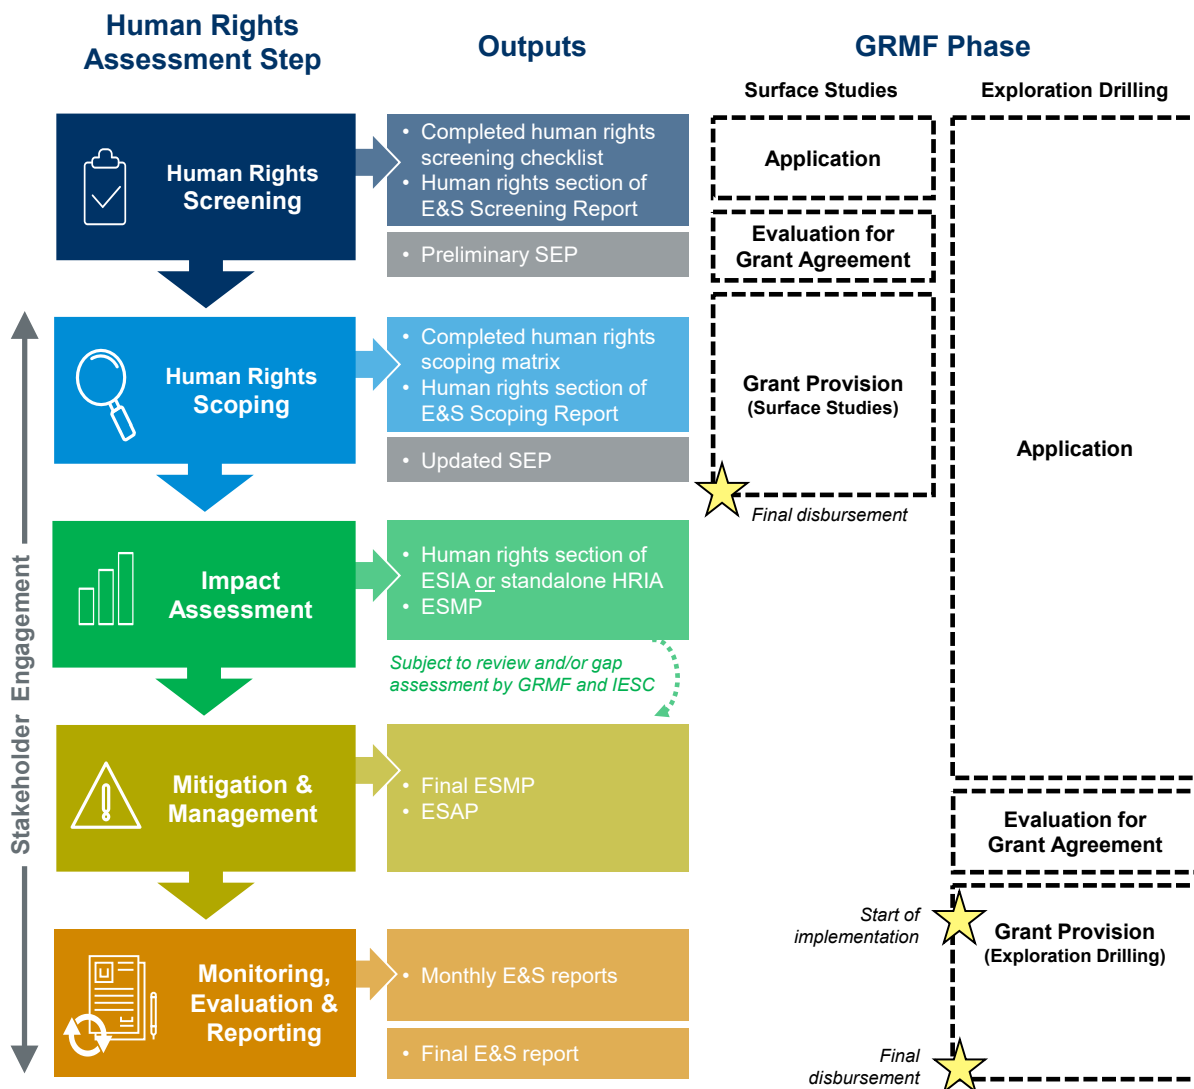 Human Rights
Assessment Step
Outputs
GRMF Phase
Surface Studies
Exploration Drilling
Human Rights
Screening
• Completed human rights
screening checklist
• Human rights section of
E&S Screening Report
• Preliminary SEP
Application
Evaluation for
Grant Agreement
Stakeholder Engagement
Human Rights
Scoping
• Completed human rights
scoping matrix
• Human rights section of
E&S Scoping Report
• Updated SEP
Grant Provision
(Surface Studies)
Final disbursement
Application
Impact
Assessment
• Human rights section of
ESIA or standalone HRIA
• ESMP
Subject to review and/or gap
assessment by GRMF and IESC
Mitigation &
Management
• Final ESMP
• ESAP
Evaluation for
Grant Agreement
Start of
implementation
Grant Provision
(Exploration Drilling)
Monitoring,
Evaluation &
Reporting
• Monthly E&S reports
• Final E&S report
Final
disbursement